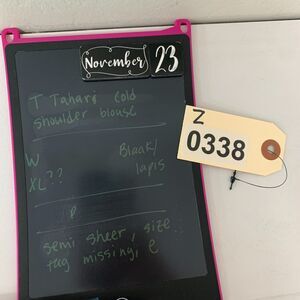 November 23
T Tahari cold
shoulder blouse
Z
0338
W Black/
XL?? lapis
P
semi sheer, size
tag missing, e